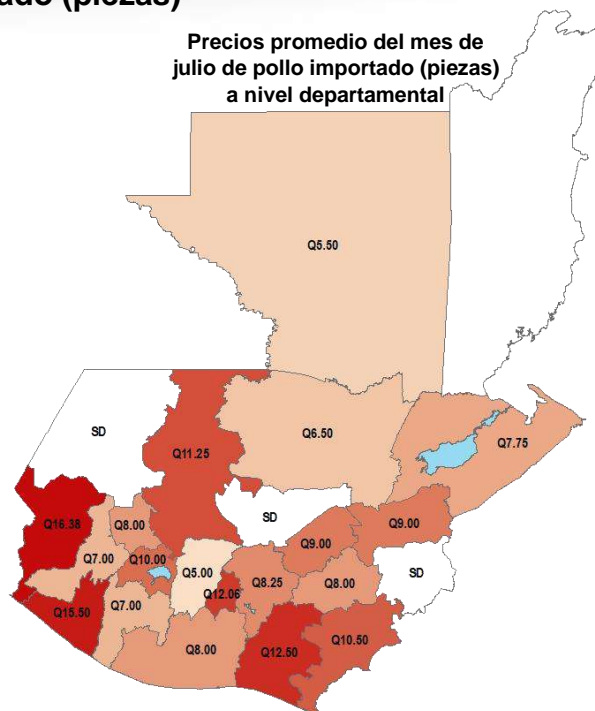 ado (piezas)
Precios promedio del mes de
julio de pollo importado (piezas)
a nivel departamental
Q5.50
SD
Q11.25
Q6.50
Q7.75
Q16.38
Q8.00
SD
Q9.00
Q9.00
Q7.00
Q10.00
Q5.00
Q12.06
Q8.25
Q8.00
SD
Q15.50
Q7.00
Q8.00
Q12.50
Q10.50